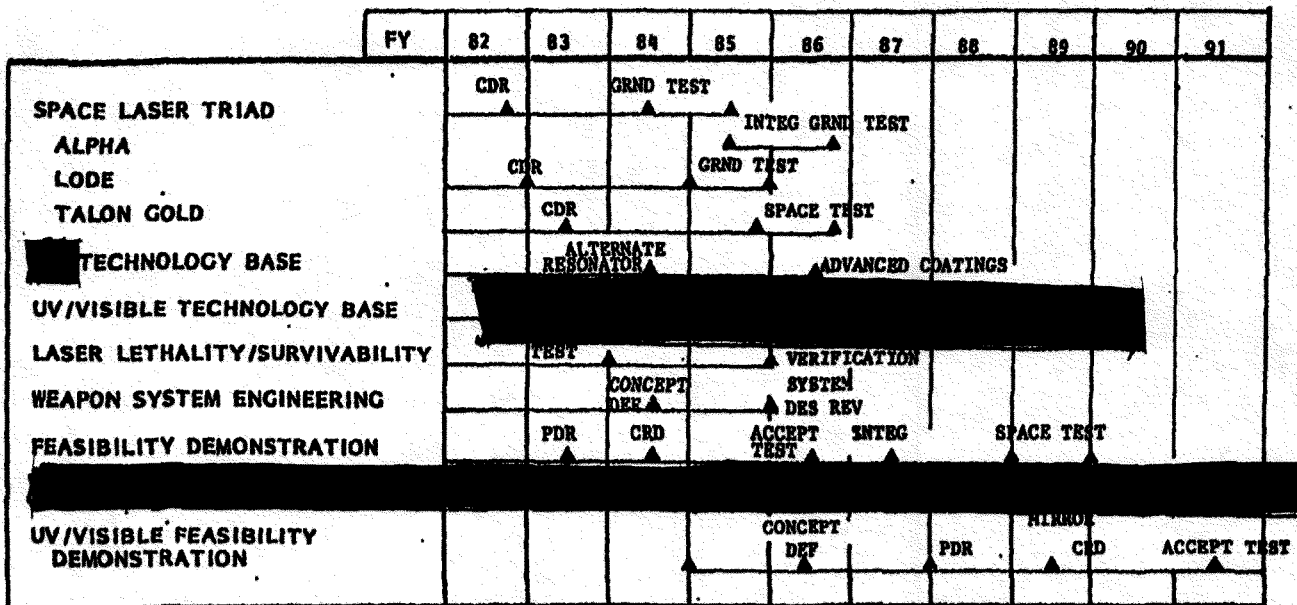 FY 82 83 84 85 86 87 88 89 90 91
CDR GRND TEST
SPACE LASER TRIAD
INTEG GRND TEST
ALPHA
CDR GRND TEST
LODE
CDR SPACE TEST
TALON GOLD
ALTERNATE
TECHNOLOGY BASE RESONATOR ADVANCED COATINGS
UV/VISIBLE TECHNOLOGY BASE
LASER LETHALITY/SURVIVABILITY TEST VERIFICATION
CONCEPT SYSTEM
WEAPON SYSTEM ENGINEERING DEF DES REV
PDR CRD ACCEPT SNTEG SPACE TEST
FEASIBILITY DEMONSTRATION TEST
MIRROR
UV/VISIBLE FEASIBILITY CONCEPT
DEMONSTRATION DEF PDR CRD ACCEPT TEST